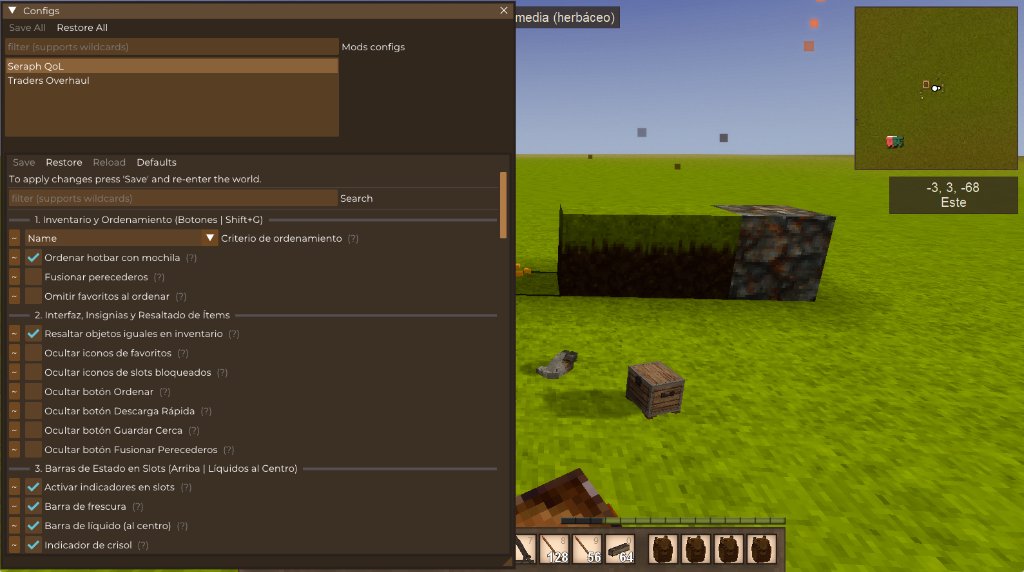 Configs
Save All Restore All
filter (supports wildcards) Mods configs
Seraph QoL
Traders Overhaul
Save Restore Reload Defaults
To apply changes press 'Save' and re-enter the world.
filter (supports wildcards) Search
1. Inventario y Ordenamiento (Botones | Shift+G)
~ Name Criterio de ordenamiento (?)
~ Ordenar hotbar con mochila (?)
~ Fusionar perecederos (?)
~ Omitir favoritos al ordenar (?)
2. Interfaz, Insignias y Resaltado de Ítems
~ Resaltar objetos iguales en inventario (?)
~ Ocultar iconos de favoritos (?)
~ Ocultar iconos de slots bloqueados (?)
~ Ocultar botón Ordenar (?)
~ Ocultar botón Descarga Rápida (?)
~ Ocultar botón Guardar Cerca (?)
~ Ocultar botón Fusionar Perecederos (?)
3. Barras de Estado en Slots (Arriba | Líquidos al Centro)
~ Activar indicadores en slots (?)
~ Barra de frescura (?)
~ Barra de líquido (al centro) (?)
~ Indicador de crisol (?)
media (herbáceo)
-3, 3, -68
Este
7 8 9 0
128 56 64